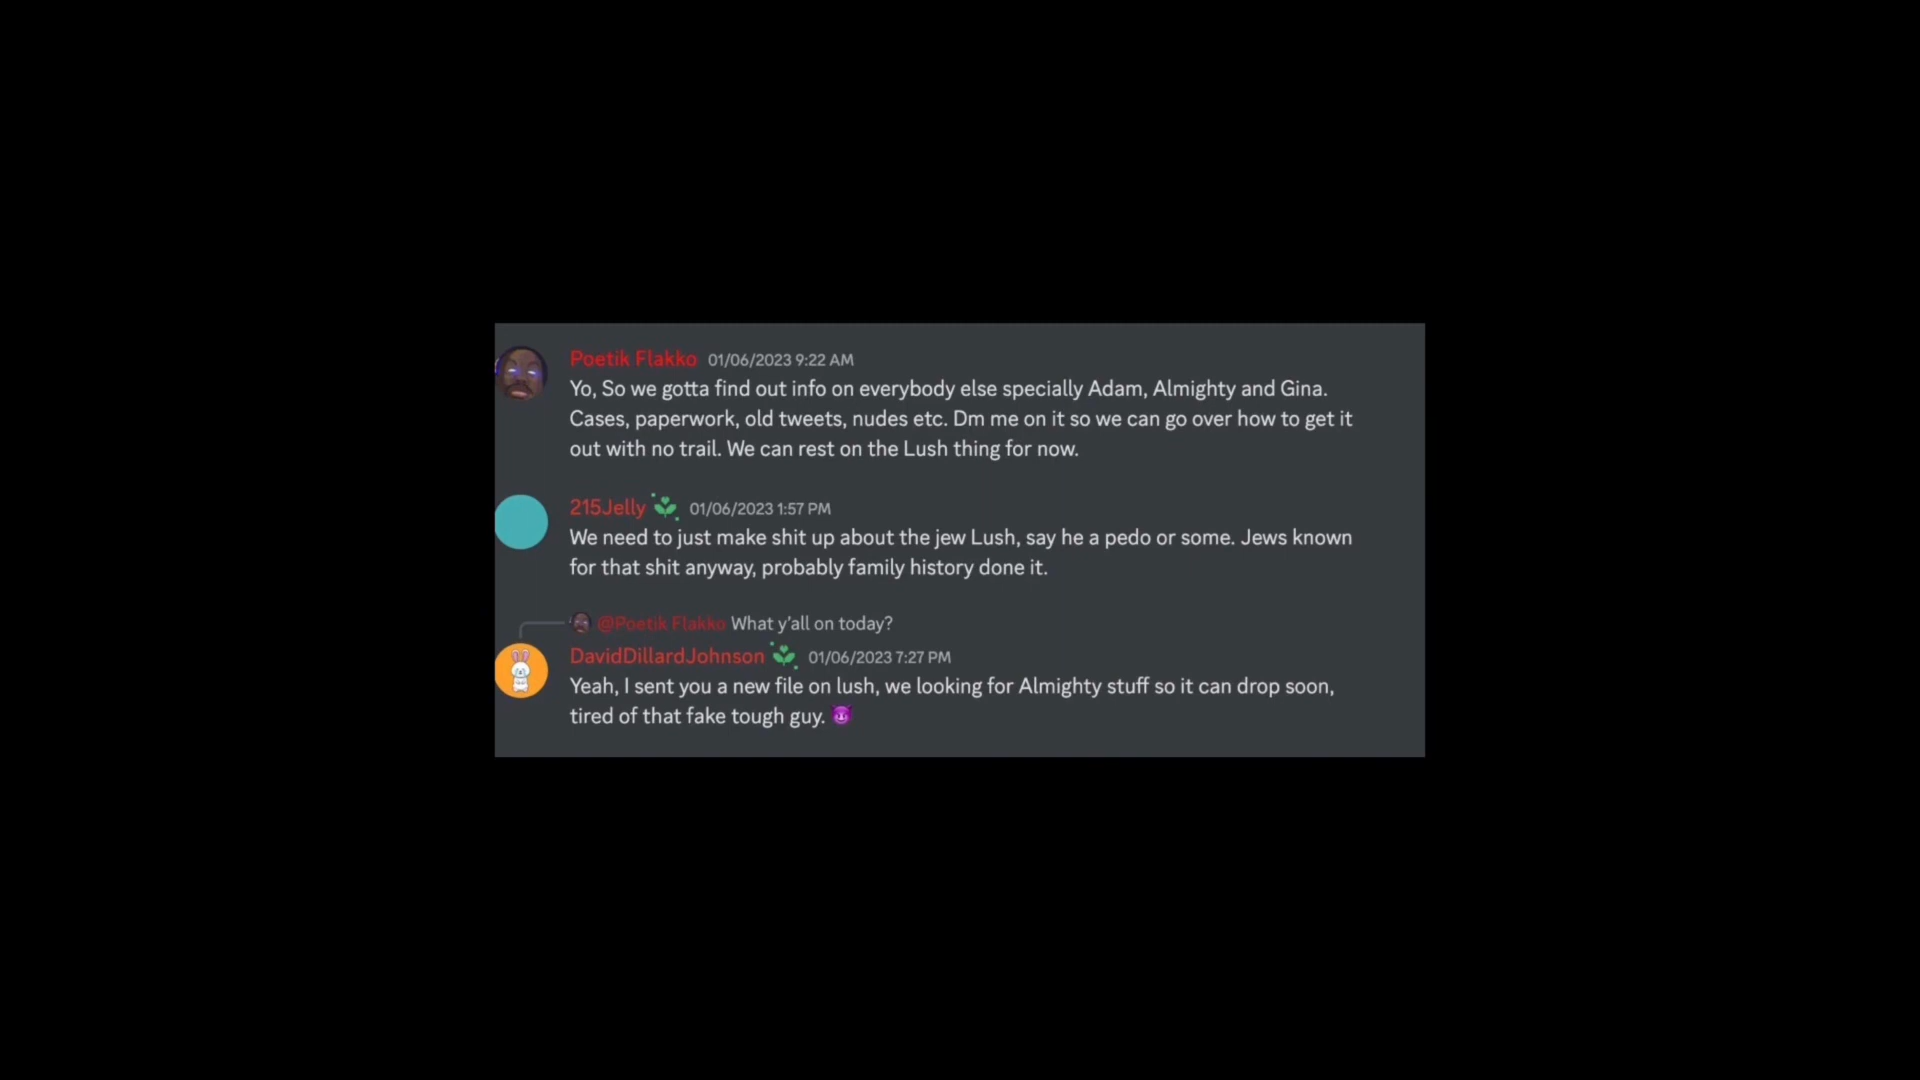 Poetik Flakko 01/06/2023 9:22 AM
Yo, So we gotta find out info on everybody else specially Adam, Almighty and Gina.
Cases, paperwork, old tweets, nudes etc. Dm me on it so we can go over how to get it
out with no trail. We can rest on the Lush thing for now.
215Jelly 01/06/2023 1:57 PM
We need to just make shit up about the jew Lush, say he a pedo or some. Jews known
for that shit anyway, probably family history done it.
@Poetik Flakko What y'all on today?
DavidDillardJohnson 01/06/2023 7:27 PM
Yeah, I sent you a new file on lush, we looking for Almighty stuff so it can drop soon,
tired of that fake tough guy. 😈